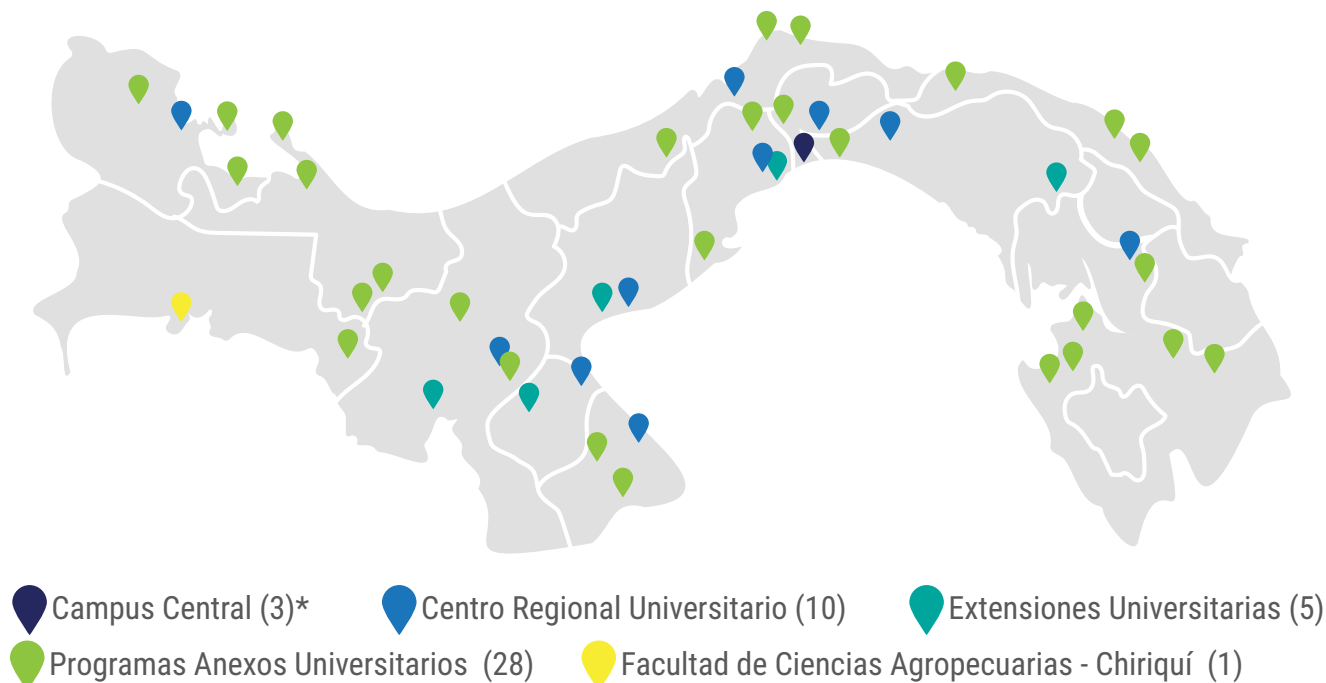 Campus Central (3)* Centro Regional Universitario (10) Extensiones Universitarias (5)
Programas Anexos Universitarios (28) Facultad de Ciencias Agropecuarias - Chiriquí (1)